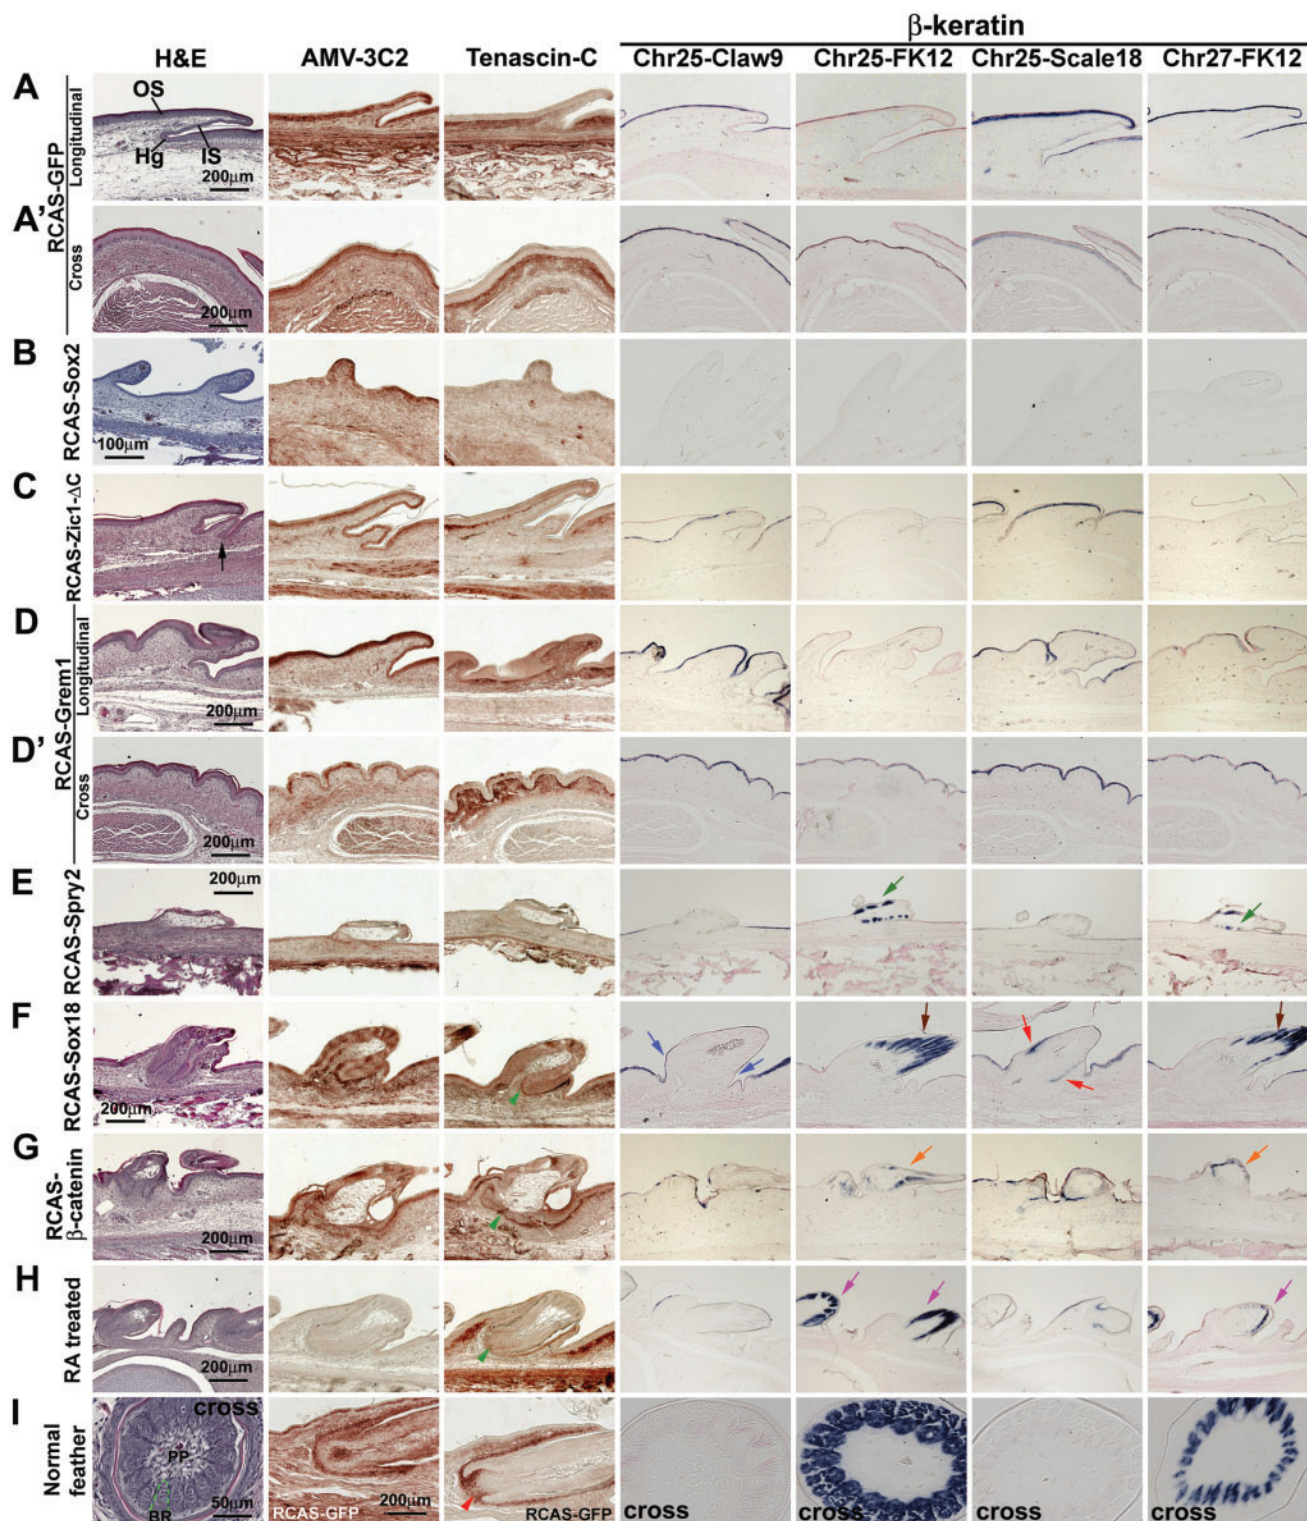 β-keratin
H&E AMV-3C2 Tenascin-C Chr25-Claw9 Chr25-FK12 Chr25-Scale18 Chr27-FK12
A
RCAS-GFP
Longitudinal
OS
Hg IS
200μm
A'
Cross
200μm
B
RCAS-Sox2
100μm
C
RCAS-Zic1-ΔC
200μm
D
RCAS-Grem1
Longitudinal
200μm
D'
Cross
200μm
E
RCAS-Spry2
200μm
F
RCAS-Sox18
200μm
G
RCAS-
β-catenin
200μm
H
RA treated
200μm
I
Normal
feather
cross
PP
BR 50μm
RCAS-GFP 200μm
RCAS-GFP
cross
cross
cross
cross